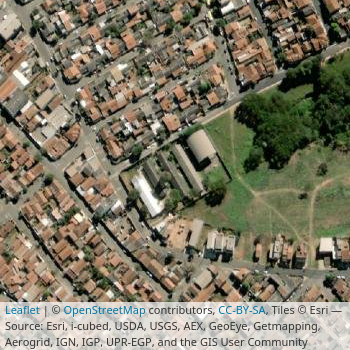 Leaflet | © OpenStreetMap contributors, CC-BY-SA, Tiles © Esri —
Source: Esri, i-cubed, USDA, USGS, AEX, GeoEye, Getmapping,
Aerogrid, IGN, IGP, UPR-EGP, and the GIS User Community